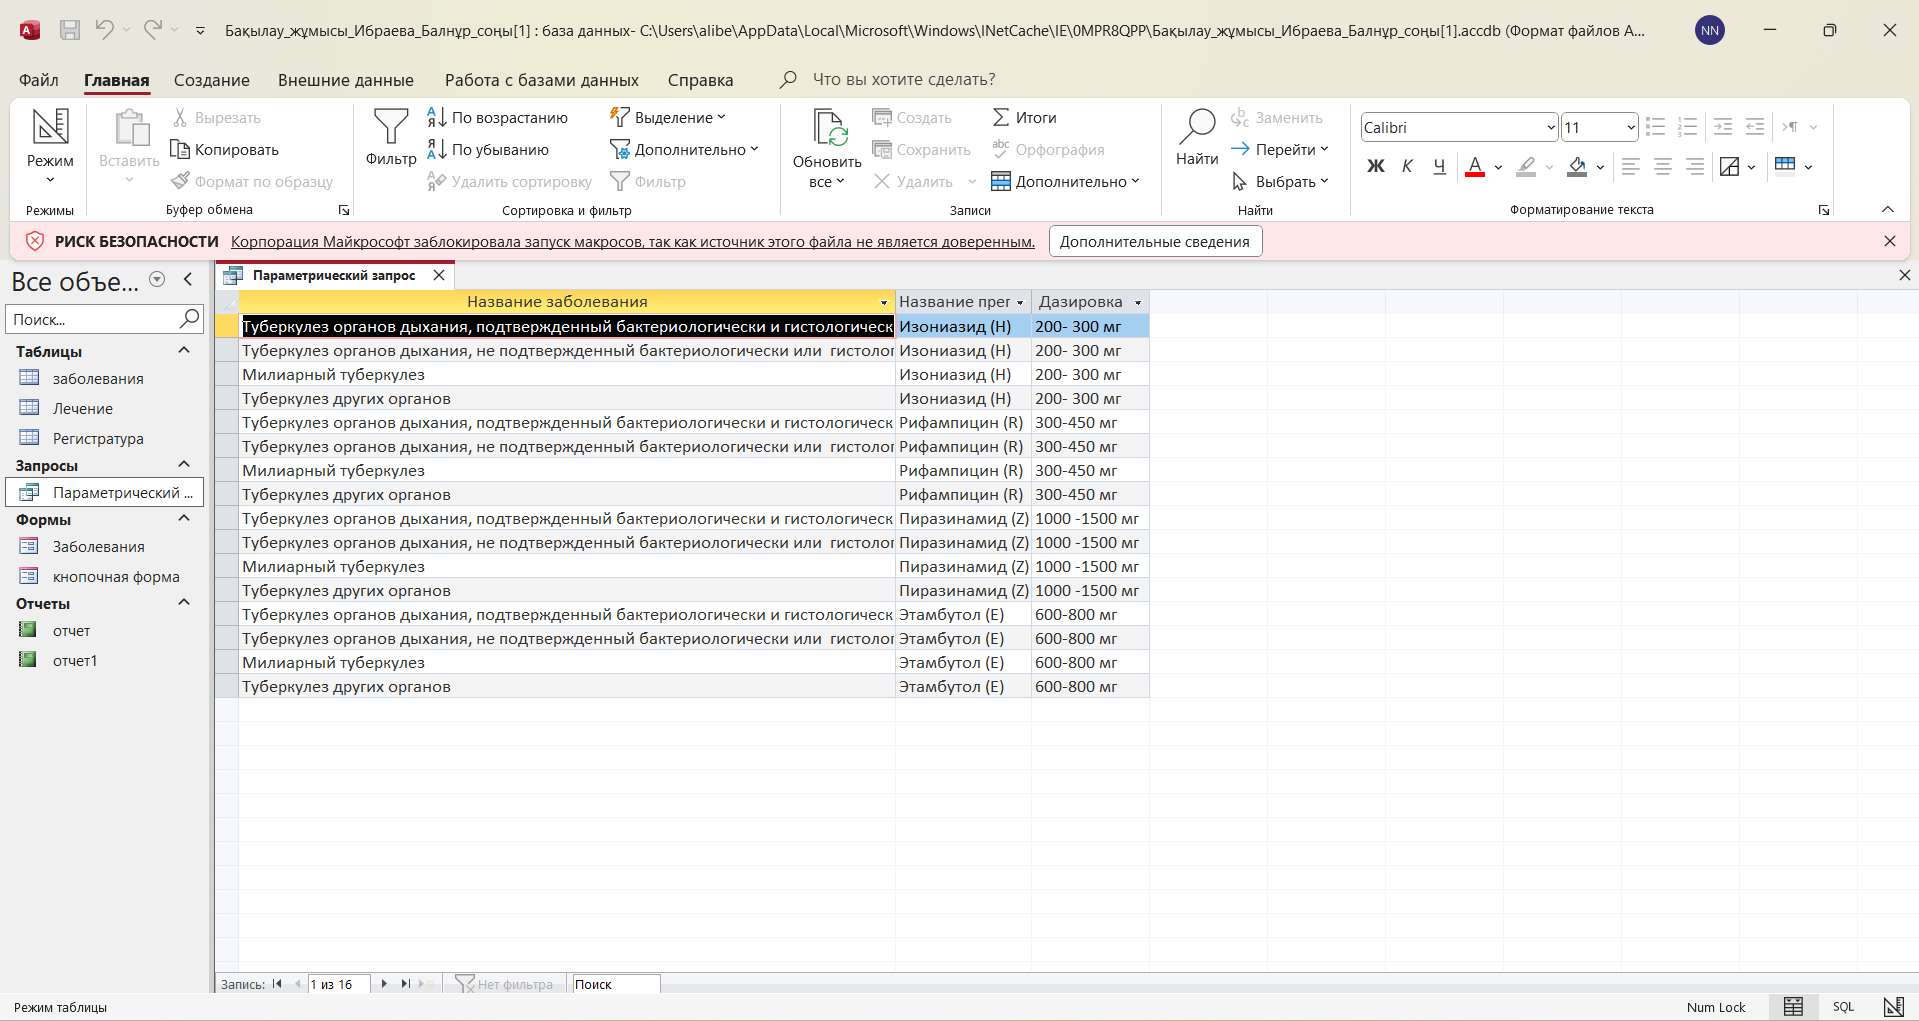 Бақылау_жұмысы_Ибраева_Балнұр_соңы[1] : база данных- C:\Users\alibe\AppData\Local\Microsoft\Windows\INetCache\IE\0MPR8QPP\Бақылау_жұмысы_Ибраева_Балнұр_соңы[1].accdb (Формат файлов A...
NN
Файл Главная Создание Внешние данные Работа с базами данных Справка Что вы хотите сделать?
Режим
Режимы
Вставить
Вырезать
Копировать
Формат по образцу
Буфер обмена
Фильтр
По возрастанию
По убыванию
Удалить сортировку
Выделение
Дополнительно
Фильтр
Сортировка и фильтр
Обновить
все
Создать
Сохранить
Удалить
Итоги
Орфография
Дополнительно
Записи
Найти
Заменить
Перейти
Выбрать
Найти
Calibri 11
Ж К Ч А
Форматирование текста
РИСК БЕЗОПАСНОСТИ Корпорация Майкрософт заблокировала запуск макросов, так как источник этого файла не является доверенным. Дополнительные сведения
Все объе...
Поиск...
Таблицы
заболевания
Лечение
Регистратура
Запросы
Параметрический ...
Формы
Заболевания
кнопочная форма
Отчеты
отчет
отчет1
Параметрический запрос
Название заболевания Название прег Дазировка
Туберкулез органов дыхания, подтвержденный бактериологически и гистологическ Изониазид (H) 200- 300 мг
Туберкулез органов дыхания, не подтвержденный бактериологически или гистолог Изониазид (H) 200- 300 мг
Милиарный туберкулез Изониазид (H) 200- 300 мг
Туберкулез других органов Изониазид (H) 200- 300 мг
Туберкулез органов дыхания, подтвержденный бактериологически и гистологическ Рифампицин (R) 300-450 мг
Туберкулез органов дыхания, не подтвержденный бактериологически или гистолог Рифампицин (R) 300-450 мг
Милиарный туберкулез Рифампицин (R) 300-450 мг
Туберкулез других органов Рифампицин (R) 300-450 мг
Туберкулез органов дыхания, подтвержденный бактериологически и гистологическ Пиразинамид (Z) 1000 -1500 мг
Туберкулез органов дыхания, не подтвержденный бактериологически или гистолог Пиразинамид (Z) 1000 -1500 мг
Милиарный туберкулез Пиразинамид (Z) 1000 -1500 мг
Туберкулез других органов Пиразинамид (Z) 1000 -1500 мг
Туберкулез органов дыхания, подтвержденный бактериологически и гистологическ Этамбутол (E) 600-800 мг
Туберкулез органов дыхания, не подтвержденный бактериологически или гистолог Этамбутол (E) 600-800 мг
Милиарный туберкулез Этамбутол (E) 600-800 мг
Туберкулез других органов Этамбутол (E) 600-800 мг
Запись: 1 из 16 Нет фильтра Поиск
Режим таблицы Num Lock SQL